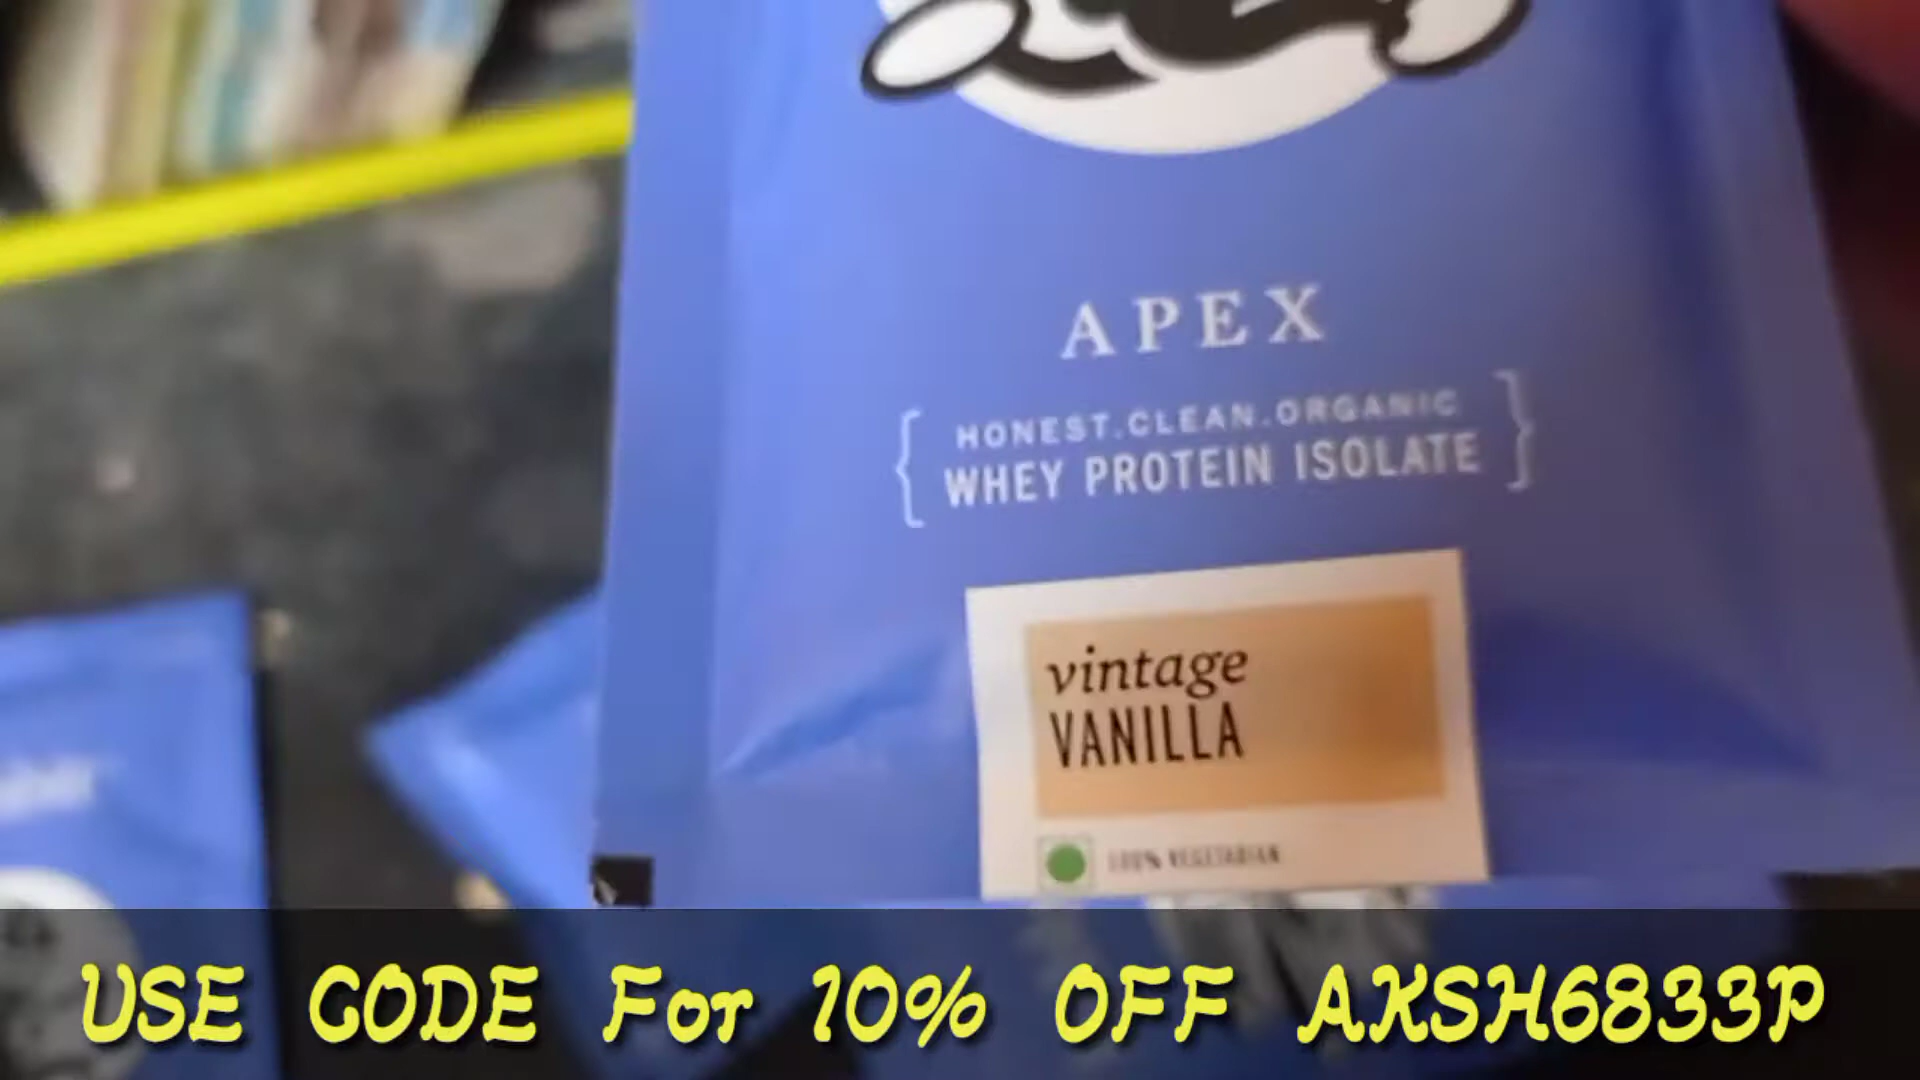 APEX
HONEST.CLEAN.ORGANIC
WHEY PROTEIN ISOLATE
vintage
VANILLA
100% VEGETARIAN
USE CODE For 10% OFF AKSH6833P